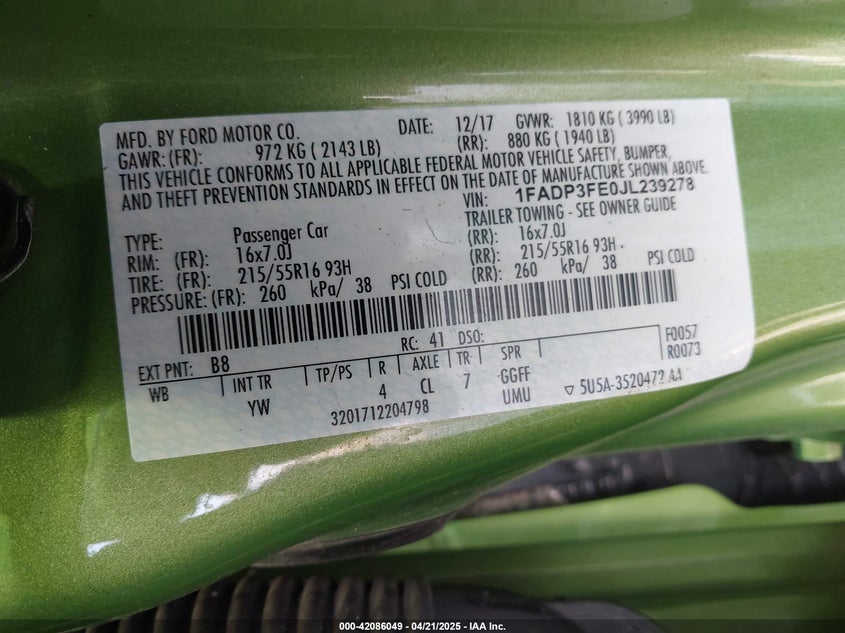 MFD. BY FORD MOTOR CO. DATE: 12/17 GVWR: 1810 KG ( 3990 LB)
GAWR: (FR): 972 KG ( 2143 LB) (RR): 880 KG ( 1940 LB)
THIS VEHICLE CONFORMS TO ALL APPLICABLE FEDERAL MOTOR VEHICLE SAFETY, BUMPER,
AND THEFT PREVENTION STANDARDS IN EFFECT ON THE DATE OF MANUFACTURE SHOWN ABOVE.
VIN: 1FADP3FE0JL239278
TYPE: Passenger Car TRAILER TOWING - SEE OWNER GUIDE
RIM: (FR): 16x7.0J (RR): 16x7.0J
TIRE: (FR): 215/55R16 93H (RR): 215/55R16 93H
PRESSURE: (FR): 260 kPa/ 38 PSI COLD (RR): 260 kPa/ 38 PSI COLD
EXT PNT: B8 RC: 41 DSO: F0057
R0073
WB INT TR TP/PS R AXLE TR SPR
YW 4 CL 7 GGFF
UMU
3201712204798
▽ 5U5A-3520472 AA
000-42086049 - 04/21/2025 - IAA Inc.